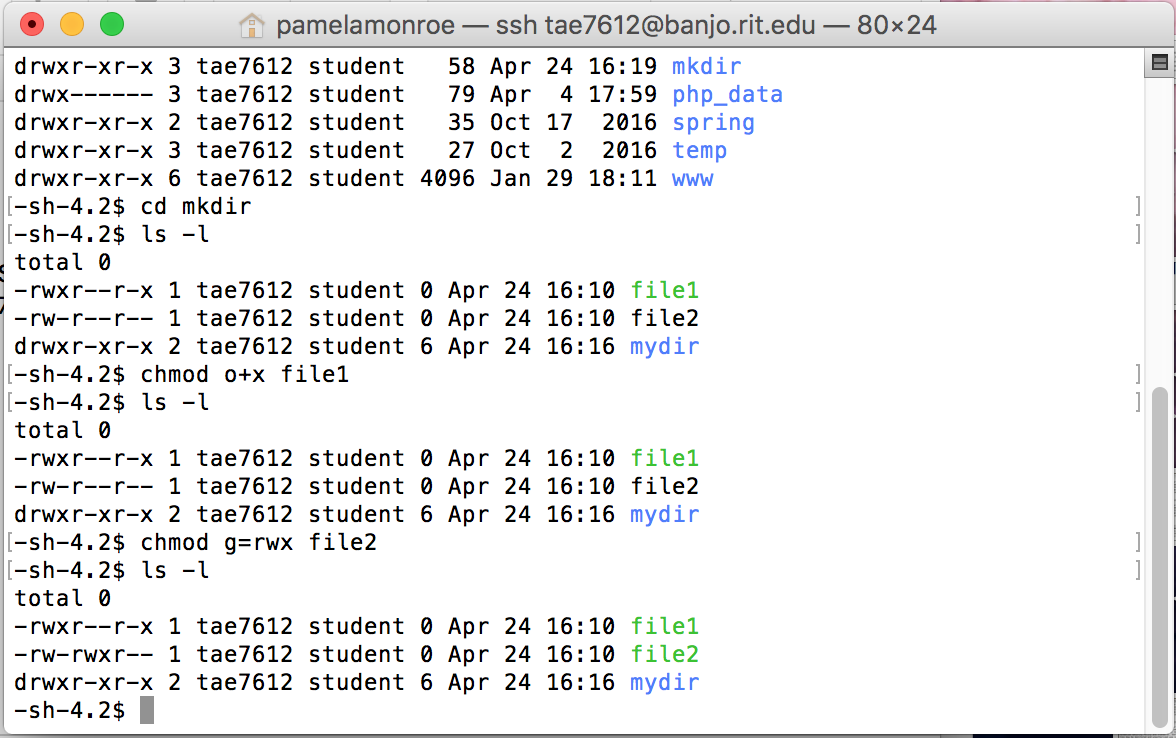 pamelamonroe — ssh tae7612@banjo.rit.edu — 80×24
drwxr-xr-x 3 tae7612 student   58 Apr 24 16:19 mkdir
drwx------ 3 tae7612 student   79 Apr  4 17:59 php_data
drwxr-xr-x 2 tae7612 student   35 Oct 17  2016 spring
drwxr-xr-x 3 tae7612 student   27 Oct  2  2016 temp
drwxr-xr-x 6 tae7612 student 4096 Jan 29 18:11 www
[-sh-4.2$ cd mkdir ]
[-sh-4.2$ ls -l ]
total 0
-rwxr--r-x 1 tae7612 student 0 Apr 24 16:10 file1
-rw-r--r-- 1 tae7612 student 0 Apr 24 16:10 file2
drwxr-xr-x 2 tae7612 student 6 Apr 24 16:16 mydir
[-sh-4.2$ chmod o+x file1 ]
[-sh-4.2$ ls -l ]
total 0
-rwxr--r-x 1 tae7612 student 0 Apr 24 16:10 file1
-rw-r--r-- 1 tae7612 student 0 Apr 24 16:10 file2
drwxr-xr-x 2 tae7612 student 6 Apr 24 16:16 mydir
[-sh-4.2$ chmod g=rwx file2 ]
[-sh-4.2$ ls -l ]
total 0
-rwxr--r-x 1 tae7612 student 0 Apr 24 16:10 file1
-rw-rwxr-- 1 tae7612 student 0 Apr 24 16:10 file2
drwxr-xr-x 2 tae7612 student 6 Apr 24 16:16 mydir
-sh-4.2$